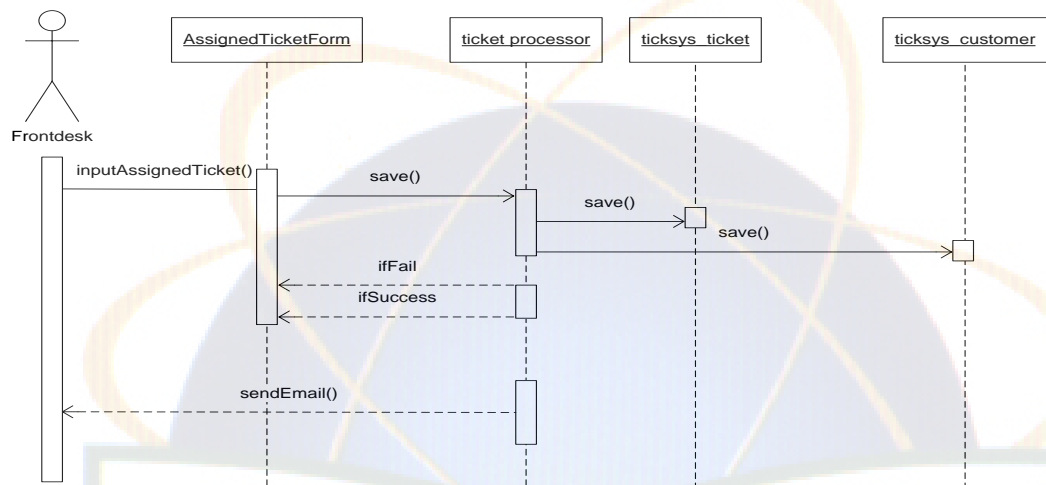 AssignedTicketForm
ticket processor
ticksys_ticket
ticksys_customer
Frontdesk
inputAssignedTicket()
save()
save()
save()
ifFail
ifSuccess
sendEmail()